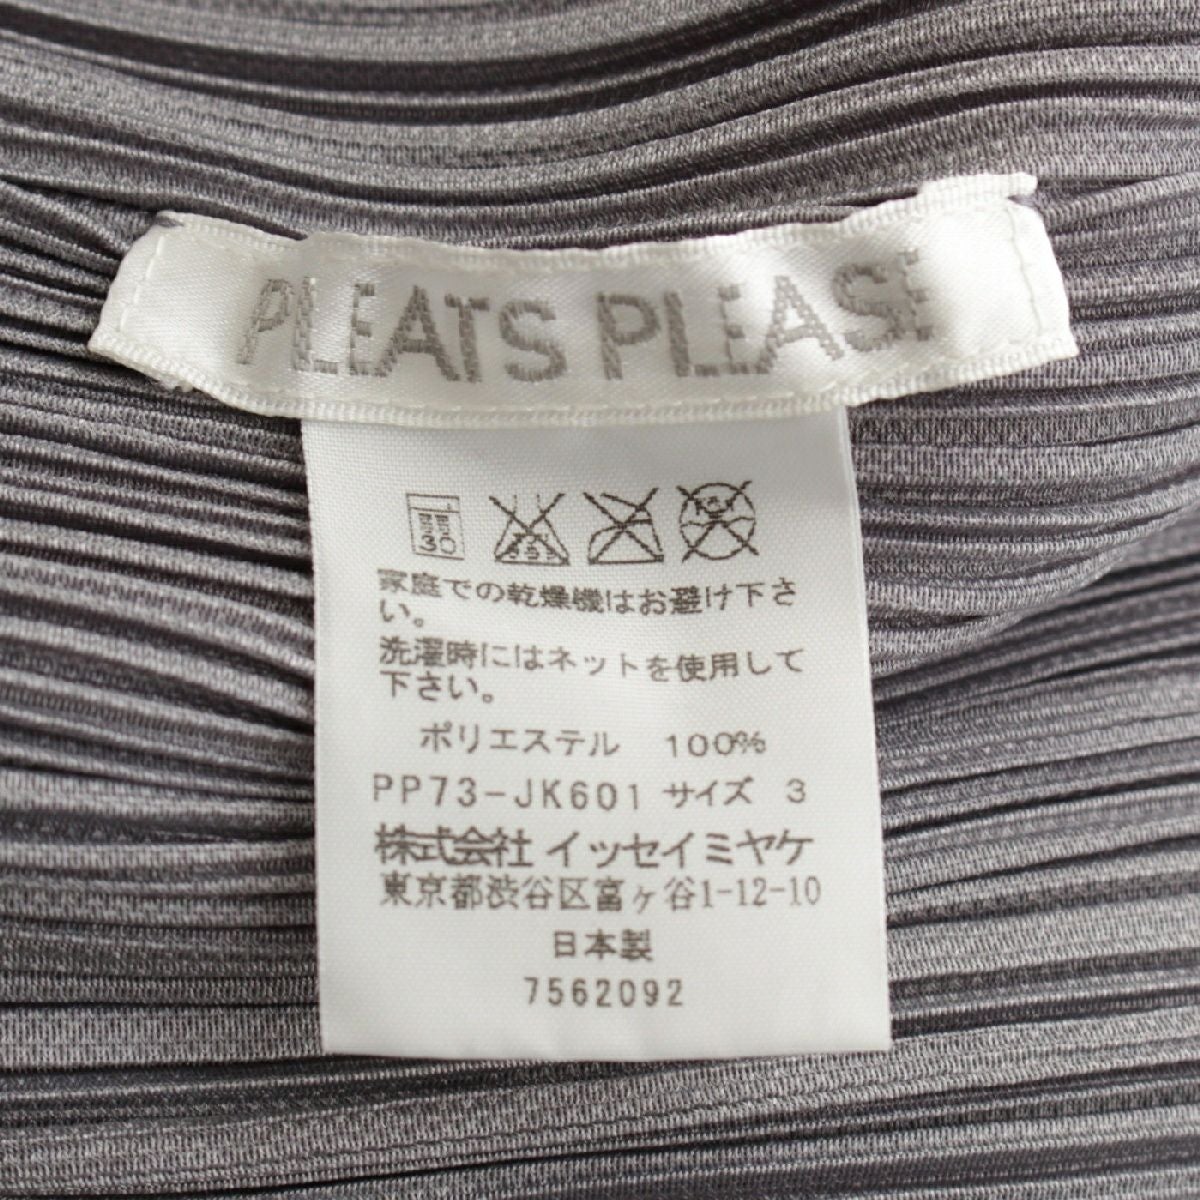 PLEATS PLEASE
家庭での乾燥機はお避け下さ
い。
洗濯時にはネットを使用して
下さい。
ポリエステル 100%
PP73-JK601 サイズ 3
株式会社 イッセイミヤケ
東京都渋谷区富ヶ谷1-12-10
日本製
7562092